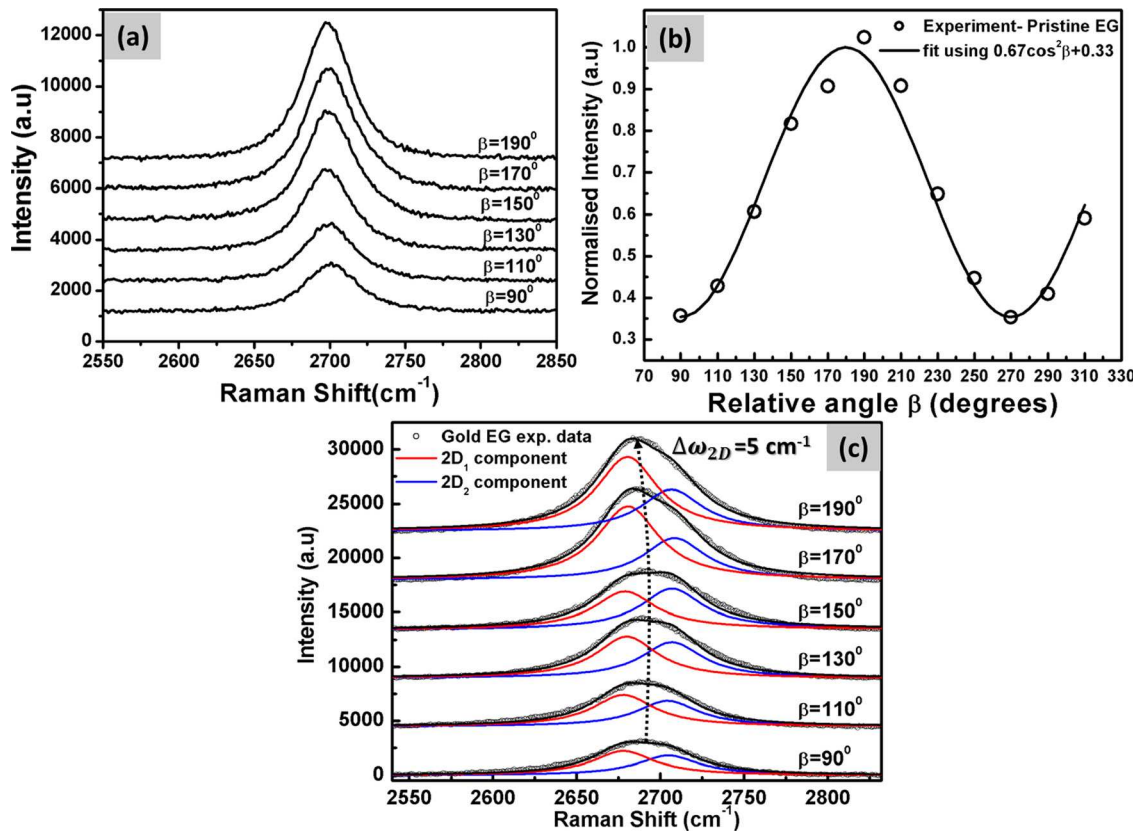 (a)
12000
10000
8000
6000
4000
2000
0
Intensity (a.u)
β=190⁰
β=170⁰
β=150⁰
β=130⁰
β=110⁰
β=90⁰
2550 2600 2650 2700 2750 2800 2850
Raman Shift(cm⁻¹)
(b)
Experiment- Pristine EG
fit using 0.67cos²β+0.33
1.0
0.9
0.8
0.7
0.6
0.5
0.4
0.3
Normalised Intensity (a.u)
70 90 110 130 150 170 190 210 230 250 270 290 310 330
Relative angle β (degrees)
(c)
Gold EG exp. data
2D₁ component
2D₂ component
Δω₂D=5 cm⁻¹
30000
25000
20000
15000
10000
5000
0
Intensity (a.u)
β=190⁰
β=170⁰
β=150⁰
β=130⁰
β=110⁰
β=90⁰
2550 2600 2650 2700 2750 2800
Raman Shift (cm⁻¹)